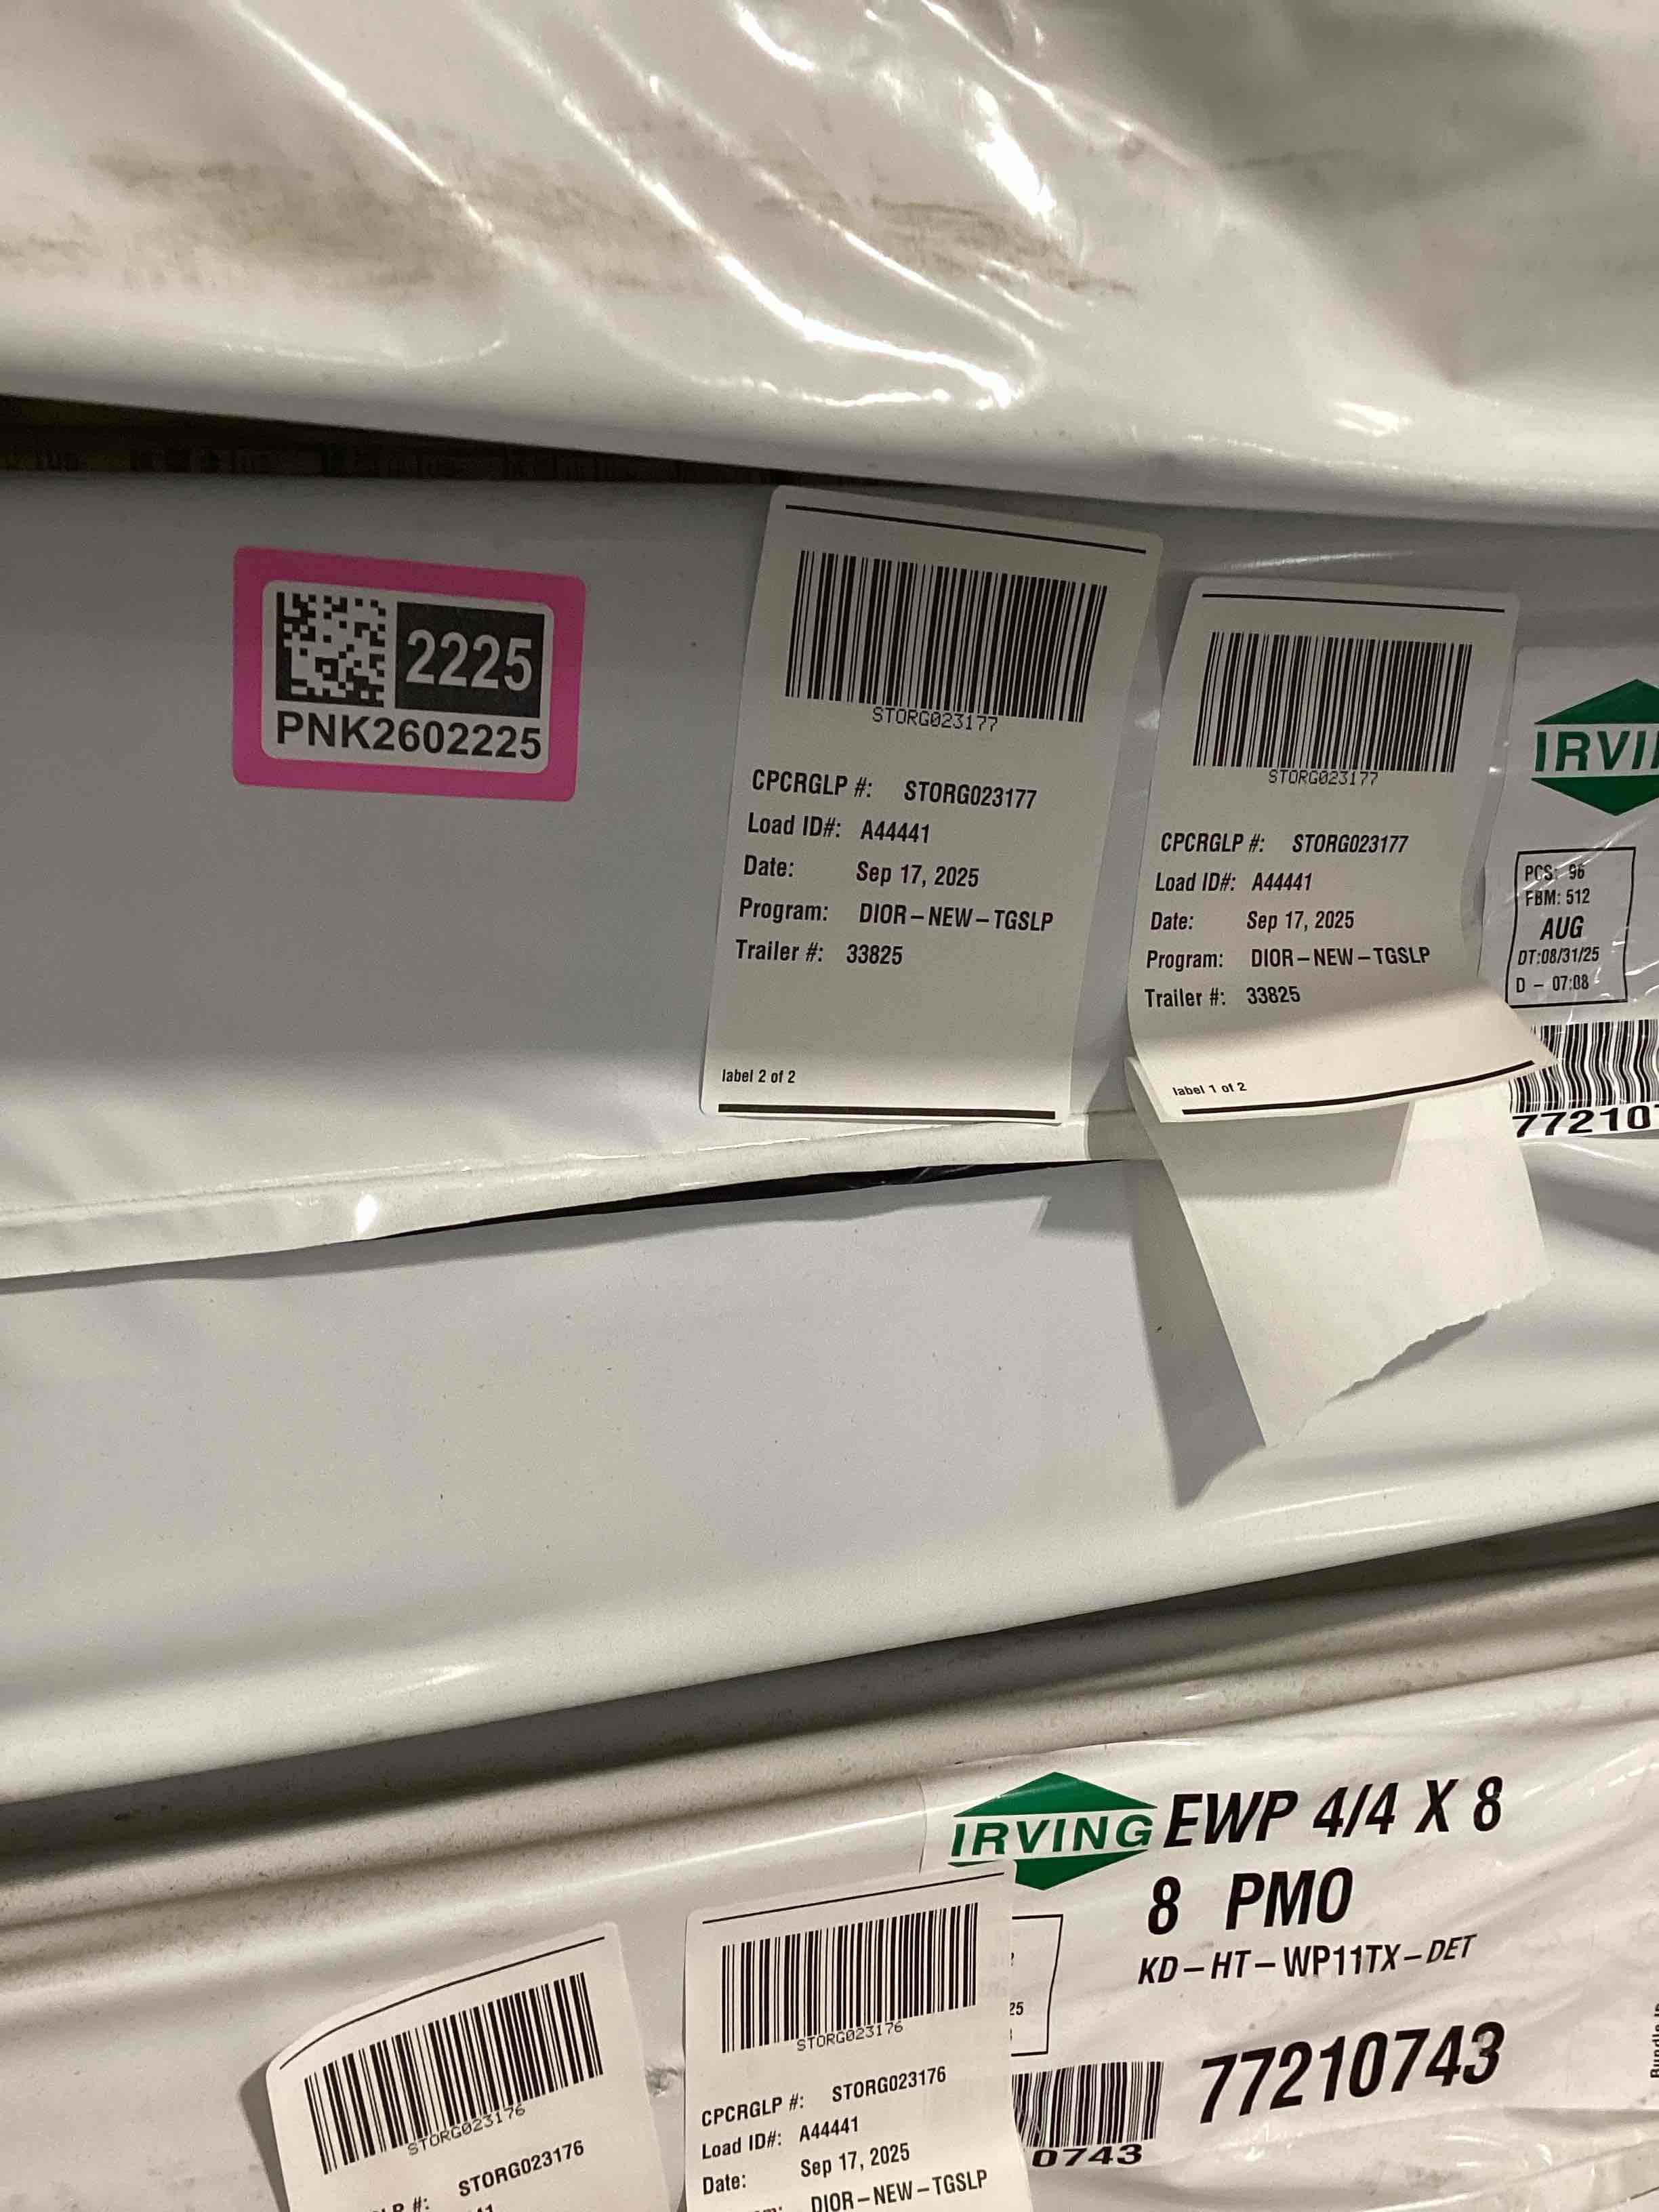 2225
PNK2602225
STORG023177
CPCRGLP #: STORG023177
Load ID#: A44441
Date: Sep 17, 2025
Program: DIOR-NEW-TGSLP
Trailer #: 33825
label 2 of 2
STORG023177
CPCRGLP #: STORG023177
Load ID#: A44441
Date: Sep 17, 2025
Program: DIOR-NEW-TGSLP
Trailer #: 33825
label 1 of 2
IRVI
PCS: 96
FBM: 512
AUG
DT:08/31/25
D - 07:08
77210
IRVING EWP 4/4 X 8
8 PMO
KD-HT-WP11TX-DET
77210743
25
0743
STORG023176
CPCRGLP #: STORG023176
Load ID#: A44441
Date: Sep 17, 2025
DIOR-NEW-TGSLP
STORG023176
#: STORG023176
Bundle